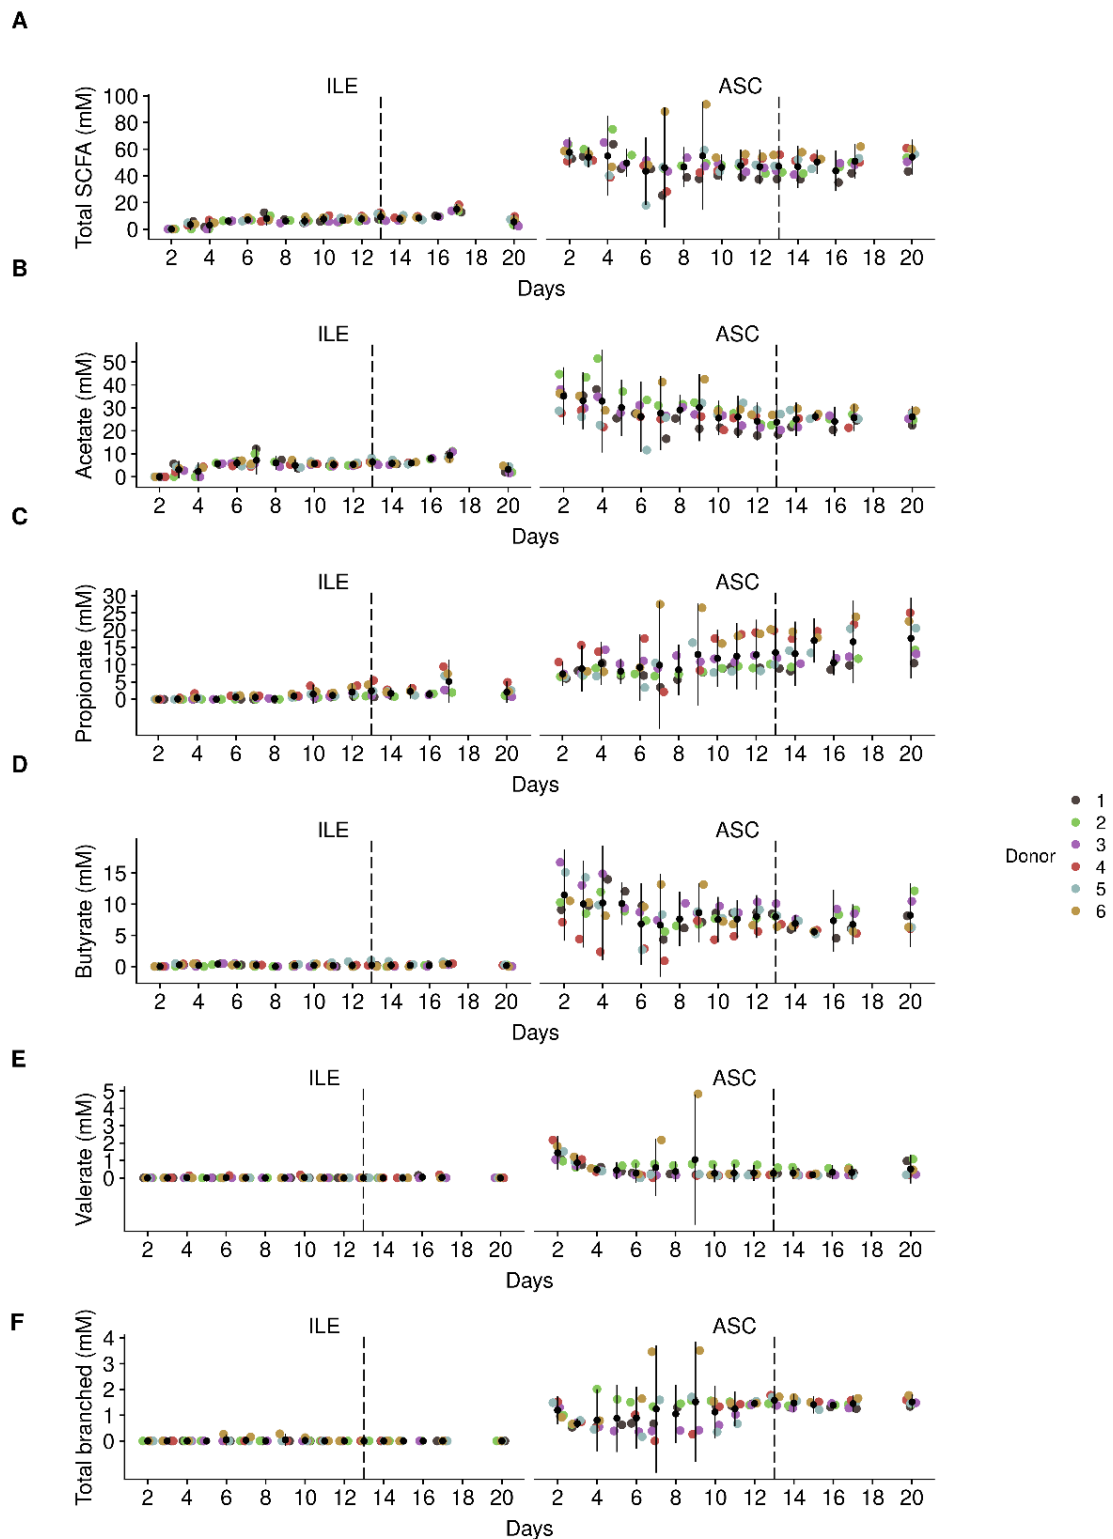 A
ILE
ASC
Total SCFA (mM)
100
80
60
40
20
0
2 4 6 8 10 12 14 16 18 20
2 4 6 8 10 12 14 16 18 20
Days
B
ILE
ASC
Acetate (mM)
50
40
30
20
10
0
2 4 6 8 10 12 14 16 18 20
2 4 6 8 10 12 14 16 18 20
Days
C
ILE
ASC
Propionate (mM)
30
25
20
15
10
5
0
2 4 6 8 10 12 14 16 18 20
2 4 6 8 10 12 14 16 18 20
Days
D
ILE
ASC
Butyrate (mM)
15
10
5
0
2 4 6 8 10 12 14 16 18 20
2 4 6 8 10 12 14 16 18 20
Days
Donor
1
2
3
4
5
6
E
ILE
ASC
Valerate (mM)
5
4
3
2
1
0
2 4 6 8 10 12 14 16 18 20
2 4 6 8 10 12 14 16 18 20
Days
F
ILE
ASC
Total branched (mM)
4
3
2
1
0
2 4 6 8 10 12 14 16 18 20
2 4 6 8 10 12 14 16 18 20
Days